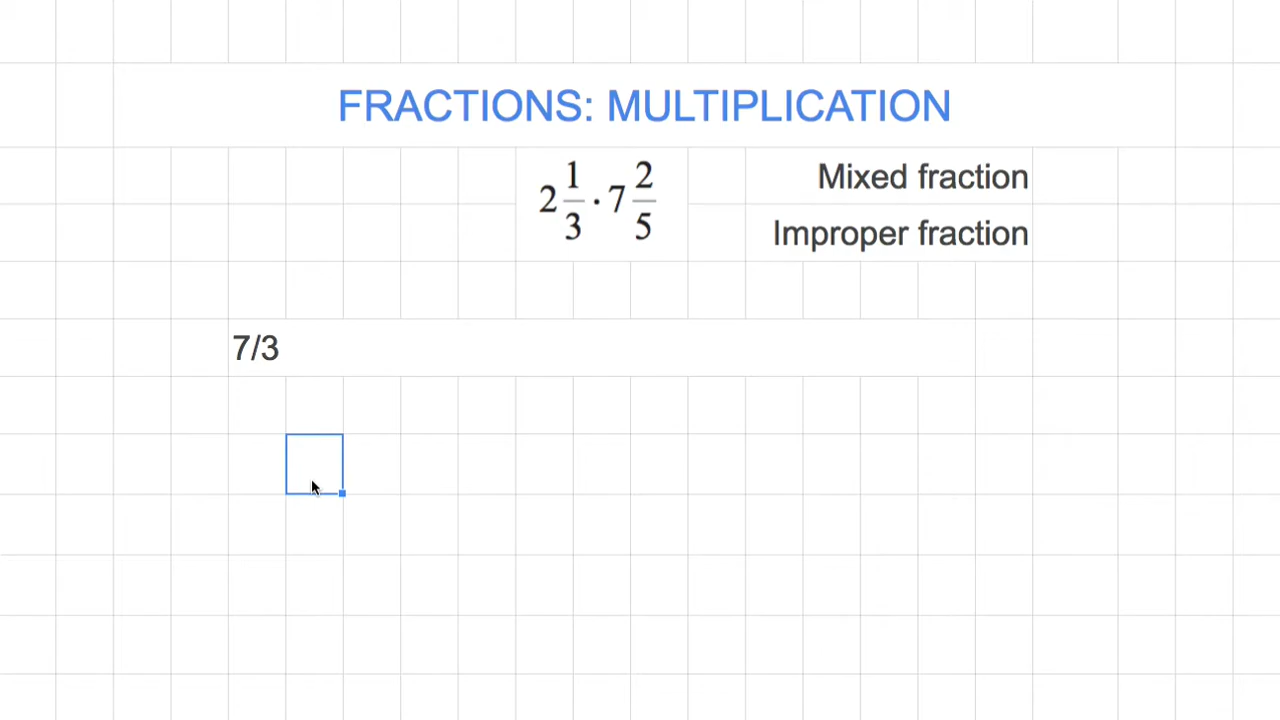 FRACTIONS: MULTIPLICATION
2 1/3 · 7 2/5
Mixed fraction
Improper fraction
7/3